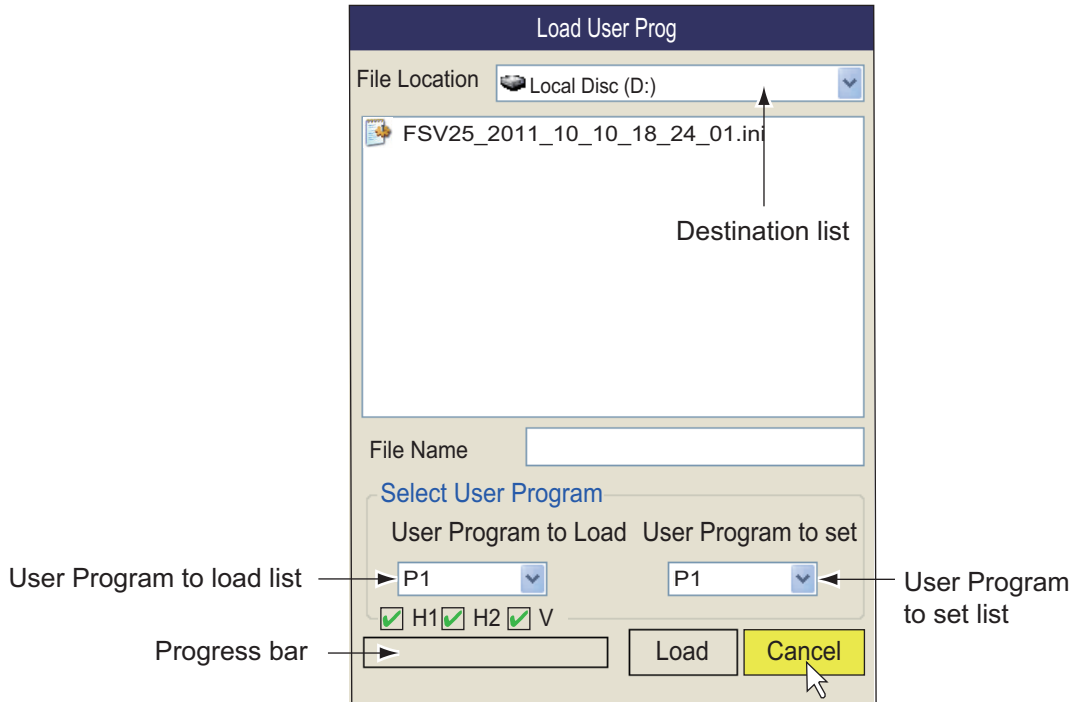 Load User Prog
File Location
Local Disc (D:)
FSV25_2011_10_10_18_24_01.ini
Destination list
File Name
Select User Program
User Program to Load
User Program to set
User Program to load list
P1
P1
User Program
to set list
H1
H2
V
Progress bar
Load
Cancel